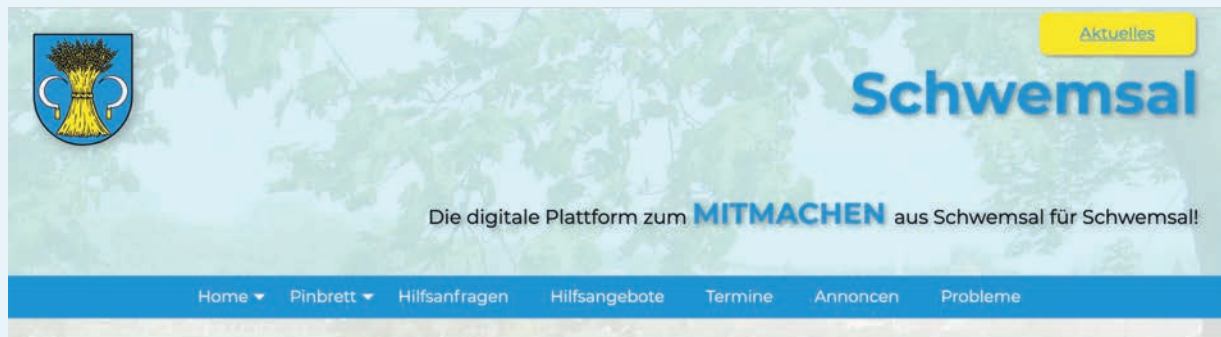 Aktuelles
Schwemsal
Die digitale Plattform zum MITMACHEN aus Schwemsal für Schwemsal!
Home Pinbrett Hilfsanfragen Hilfsangebote Termine Annoncen Probleme